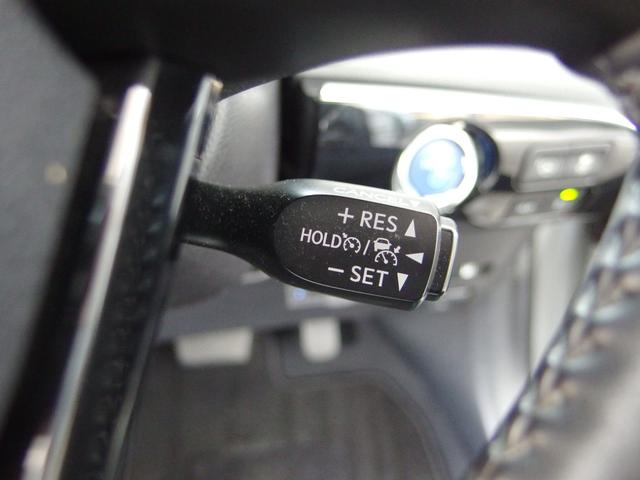 CANCEL
+ RES
HOLD /
– SET